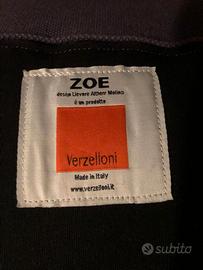 ZOE
design Lievore Altherr Molina
è un prodotto
Verzelloni
Made in Italy
www.verzelloni.it
subito